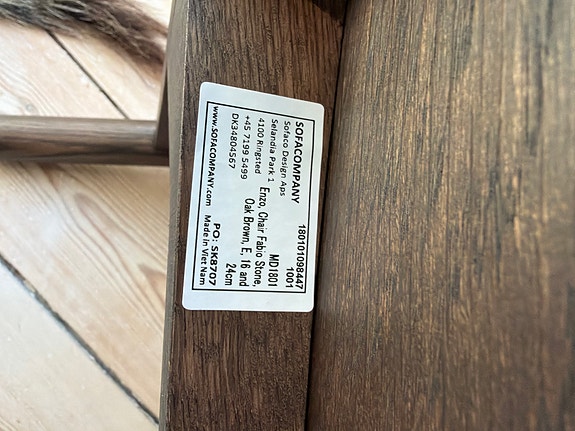 SOFACOMPANY
Sofaco Design Aps
Selandia Park 1
4100 Ringsted
+45 7199 5499
DK34804567
www.SOFACOMPANY.com
180101098447
1001
MD1801
Enzo, Chair Fabio Stone,
Oak Brown, E, 16 and
24cm
PO: SK8707
Made in Viet Nam